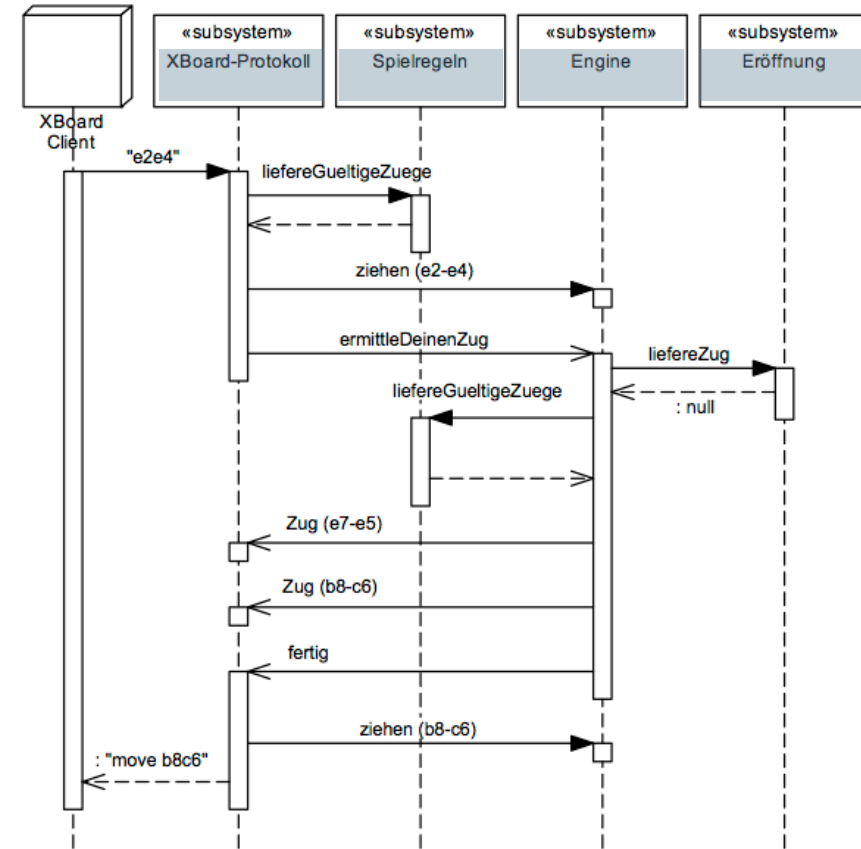 «subsystem»
XBoard-Protokoll
«subsystem»
Spielregeln
«subsystem»
Engine
«subsystem»
Eröffnung
XBoard
Client
"e2e4"
liefereGueltigeZuege
ziehen (e2-e4)
ermittleDeinenZug
liefereZug
: null
liefereGueltigeZuege
Zug (e7-e5)
Zug (b8-c6)
fertig
ziehen (b8-c6)
: "move b8c6"